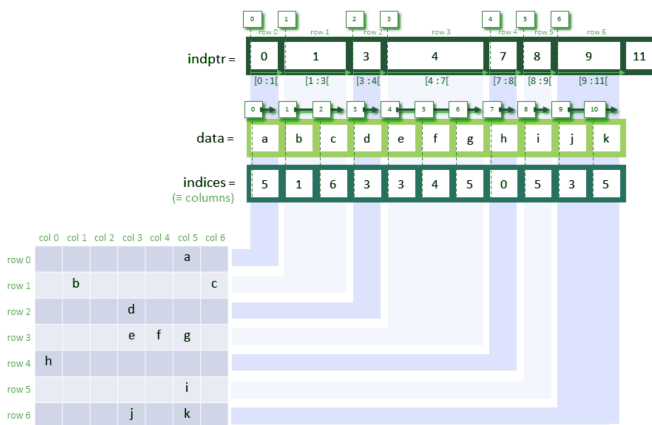 0 1 2 3 4 5 6
row 0 row 1 row 2 row 3 row 4 row 5 row 6
indptr = 0 1 3 4 7 8 9 11
[0 : 1[ [1 : 3[ [3 : 4[ [4 : 7[ [7 : 8[ [8 : 9[ [9 : 11[
0 1 2 3 4 5 6 7 8 9 10
data = a b c d e f g h i j k
indices = 5 1 6 3 3 4 5 0 5 3 5
(≡ columns)
col 0 col 1 col 2 col 3 col 4 col 5 col 6
row 0 a
row 1 b c
row 2 d
row 3 e f g
row 4 h
row 5 i
row 6 j k